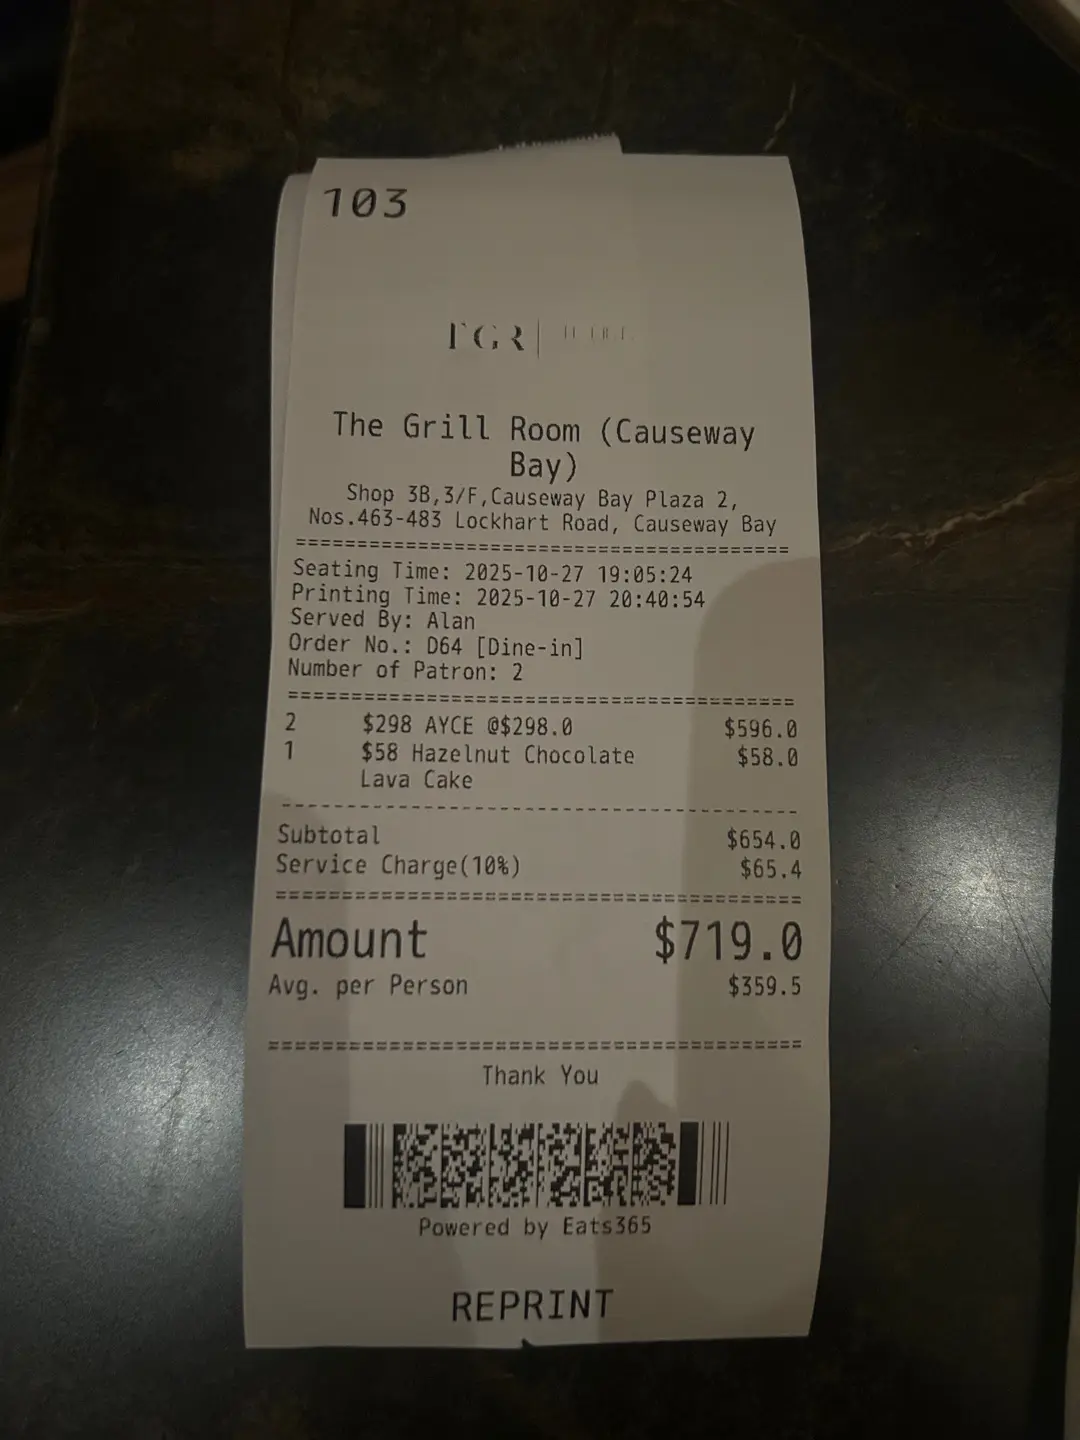 103
The Grill Room (Causeway
Bay)
Shop 3B,3/F,Causeway Bay Plaza 2,
Nos.463-483 Lockhart Road, Causeway Bay
Seating Time: 2025-10-27 19:05:24
Printing Time: 2025-10-27 20:40:54
Served By: Alan
Order No.: D64 [Dine-in]
Number of Patron: 2
2 $298 AYCE @$298.0 $596.0
1 $58 Hazelnut Chocolate $58.0
Lava Cake
Subtotal $654.0
Service Charge(10%) $65.4
Amount $719.0
Avg. per Person $359.5
Thank You
Powered by Eats365
REPRINT